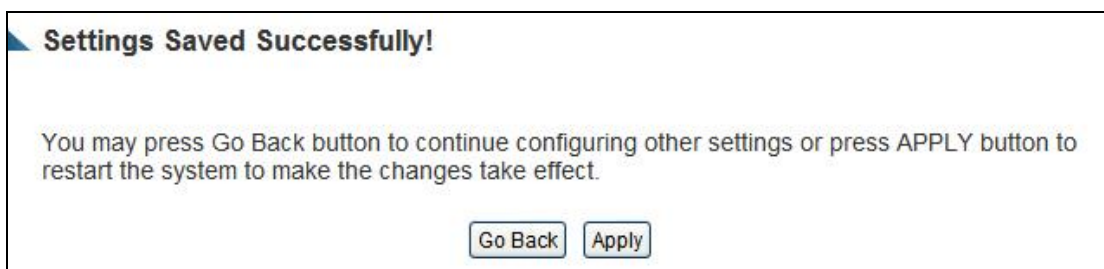 Settings Saved Successfully!
You may press Go Back button to continue configuring other settings or press APPLY button to
restart the system to make the changes take effect.
Go Back Apply